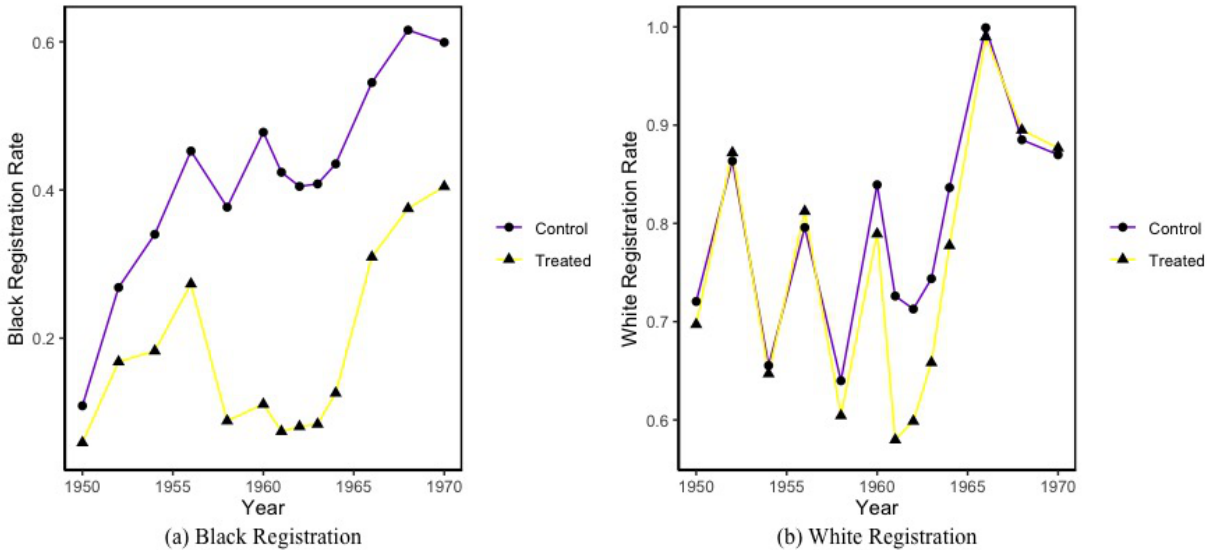 Black Registration Rate
0.6
0.4
0.2
1950 1955 1960 1965 1970
Year
Control
Treated
(a) Black Registration
White Registration Rate
1.0
0.9
0.8
0.7
0.6
1950 1955 1960 1965 1970
Year
Control
Treated
(b) White Registration